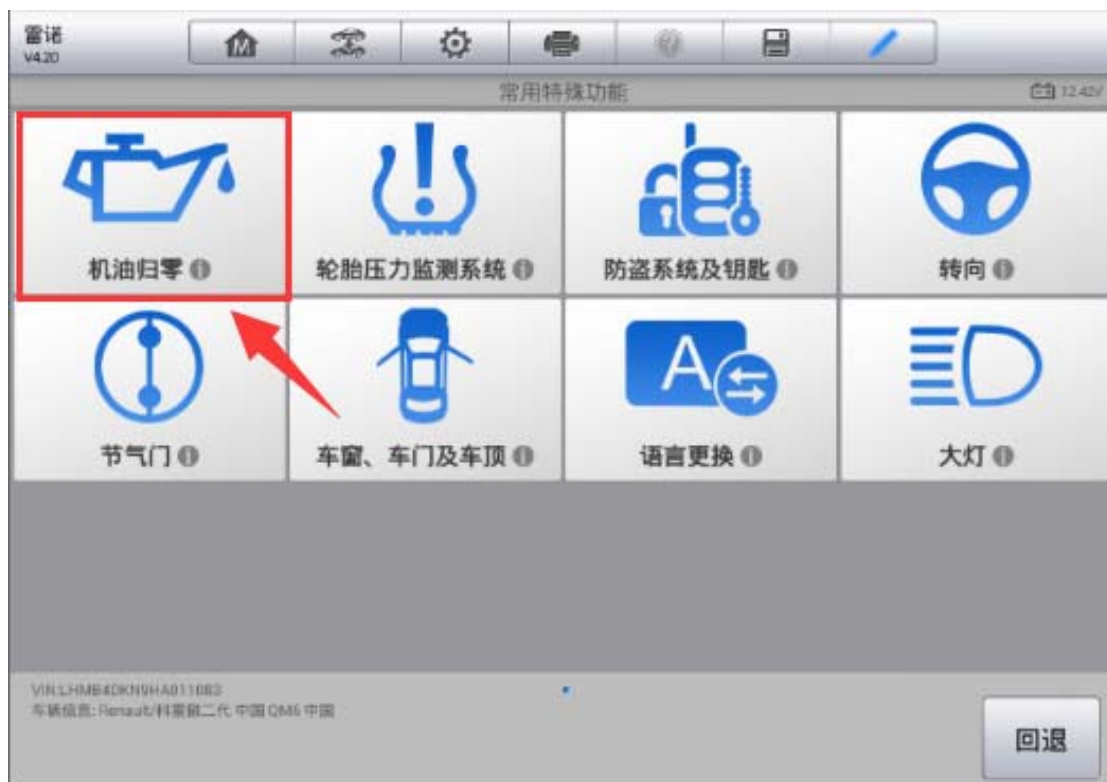 雷诺
V4.20
M
常用特殊功能
12.42V
机油归零
轮胎压力监测系统
防盗系统及钥匙
转向
节气门
车窗、车门及车顶
A
语言更换
大灯
车辆信息: Renault/科雷傲二代 中国 QM6 中国
回退